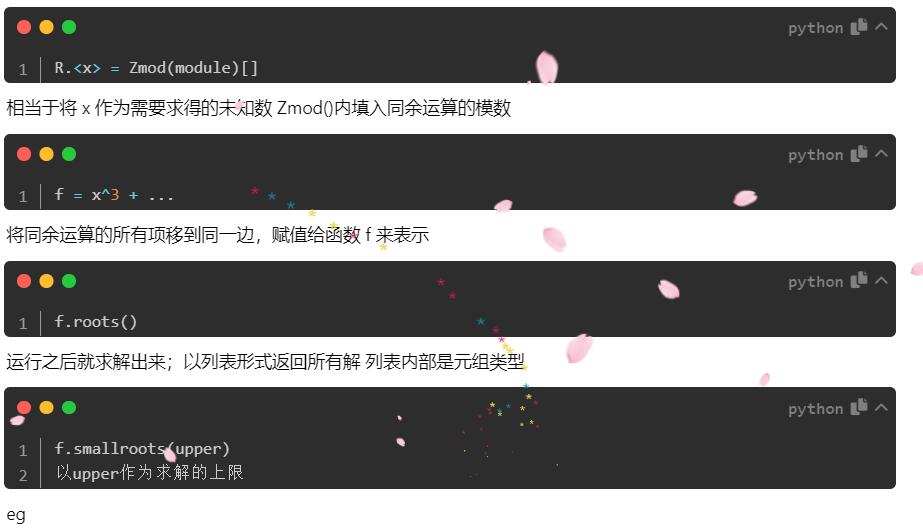 python
1 R.<x> = Zmod(module)[]
相当于将 x 作为需要求得的未知数 Zmod()内填入同余运算的模数
python
1 f = x^3 + ...
将同余运算的所有项移到同一边，赋值给函数 f 来表示
python
1 f.roots()
运行之后就求解出来；以列表形式返回所有解 列表内部是元组类型
python
1 f.smallroots(upper)
2 以upper作为求解的上限
eg